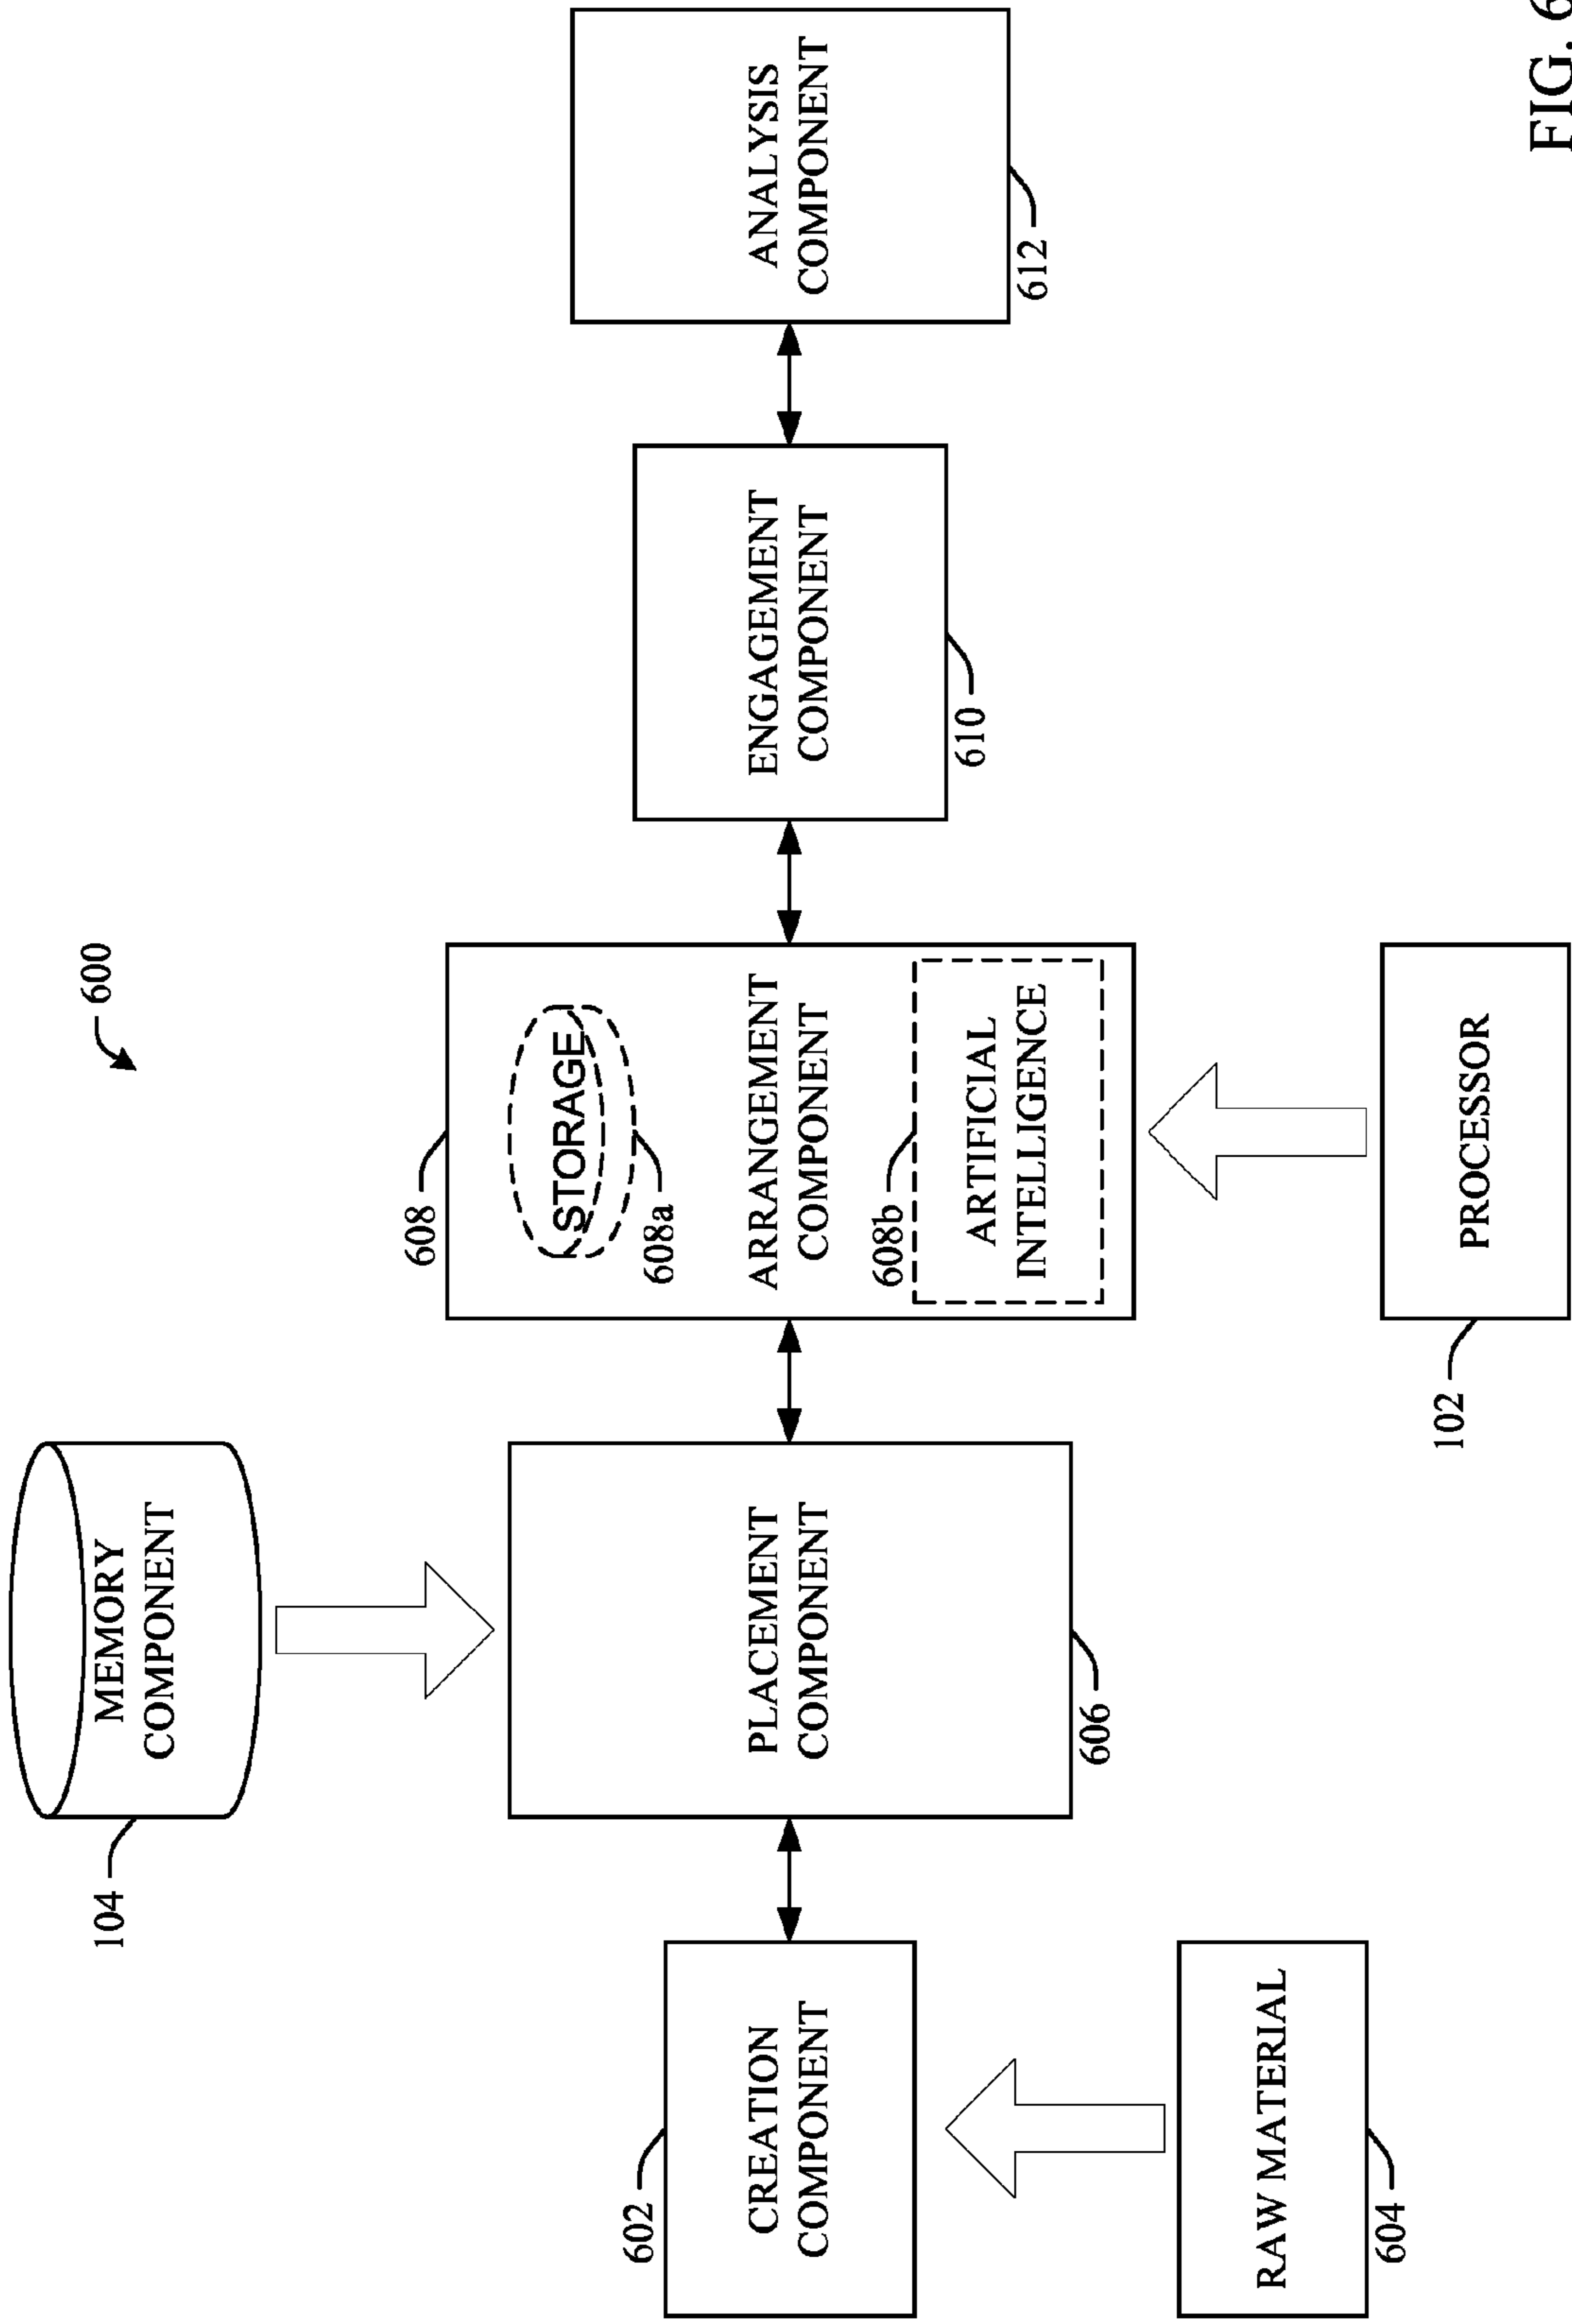 600
104
MEMORY
COMPONENT
608
STORAGE
608a
602
CREATION
COMPONENT
PLACEMENT
COMPONENT
606
ARRANGEMENT
COMPONENT
608b
ARTIFICIAL
INTELLIGENCE
ENGAGEMENT
COMPONENT
610
ANALYSIS
COMPONENT
612
RAW MATERIAL
604
102
PROCESSOR
FIG. 6